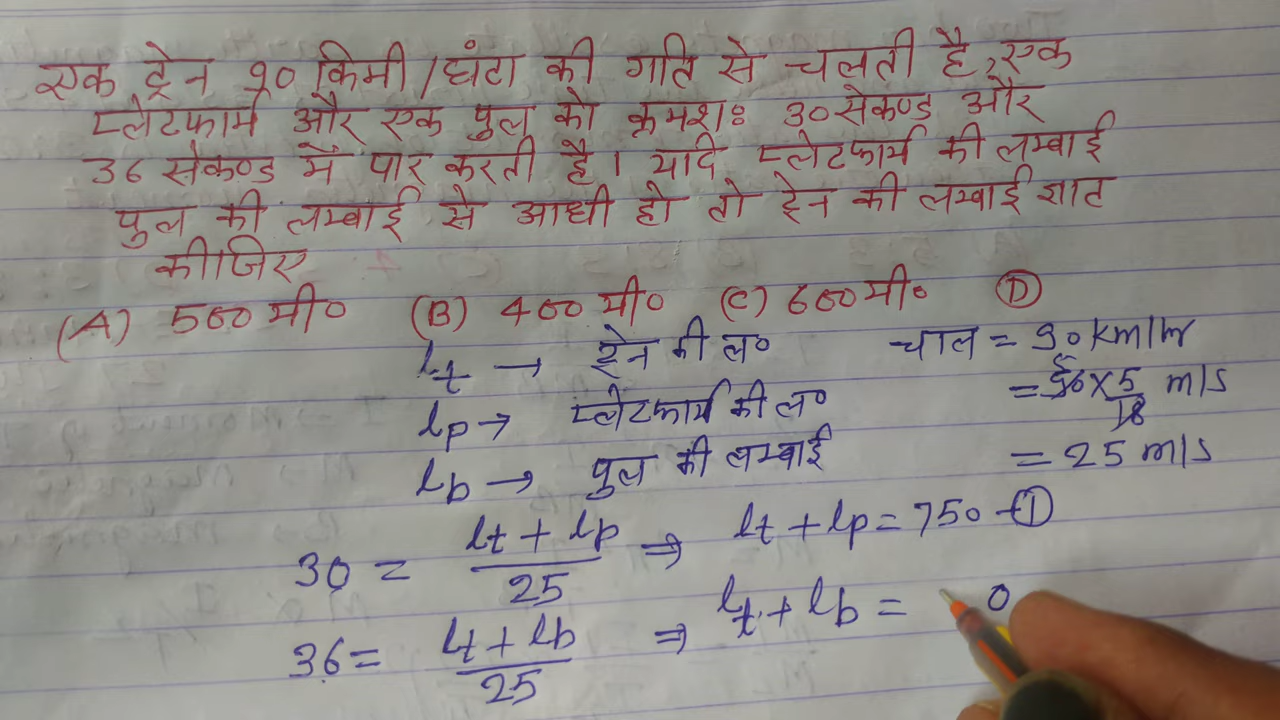 एक ट्रेन 90 किमी/घंटा की गति से चलती है, एक
प्लेटफार्म और एक पुल को क्रमशः 30 सेकण्ड और
36 सेकण्ड में पार करती है। यदि प्लेटफार्म की लम्बाई
पुल की लम्बाई से आधी हो तो ट्रेन की लम्बाई ज्ञात
कीजिए
(A) 500 मी० (B) 400 मी० (C) 600 मी० (D)
lt → ट्रेन की ल० चाल = 90 km/hr
lp → प्लेटफार्म की ल० = 90 × 5/18 m/s
lb → पुल की लम्बाई = 25 m/s
30 = lt + lp / 25 ⇒ lt + lp = 750 - ①
36 = lt + lb / 25 ⇒ lt + lb = 0